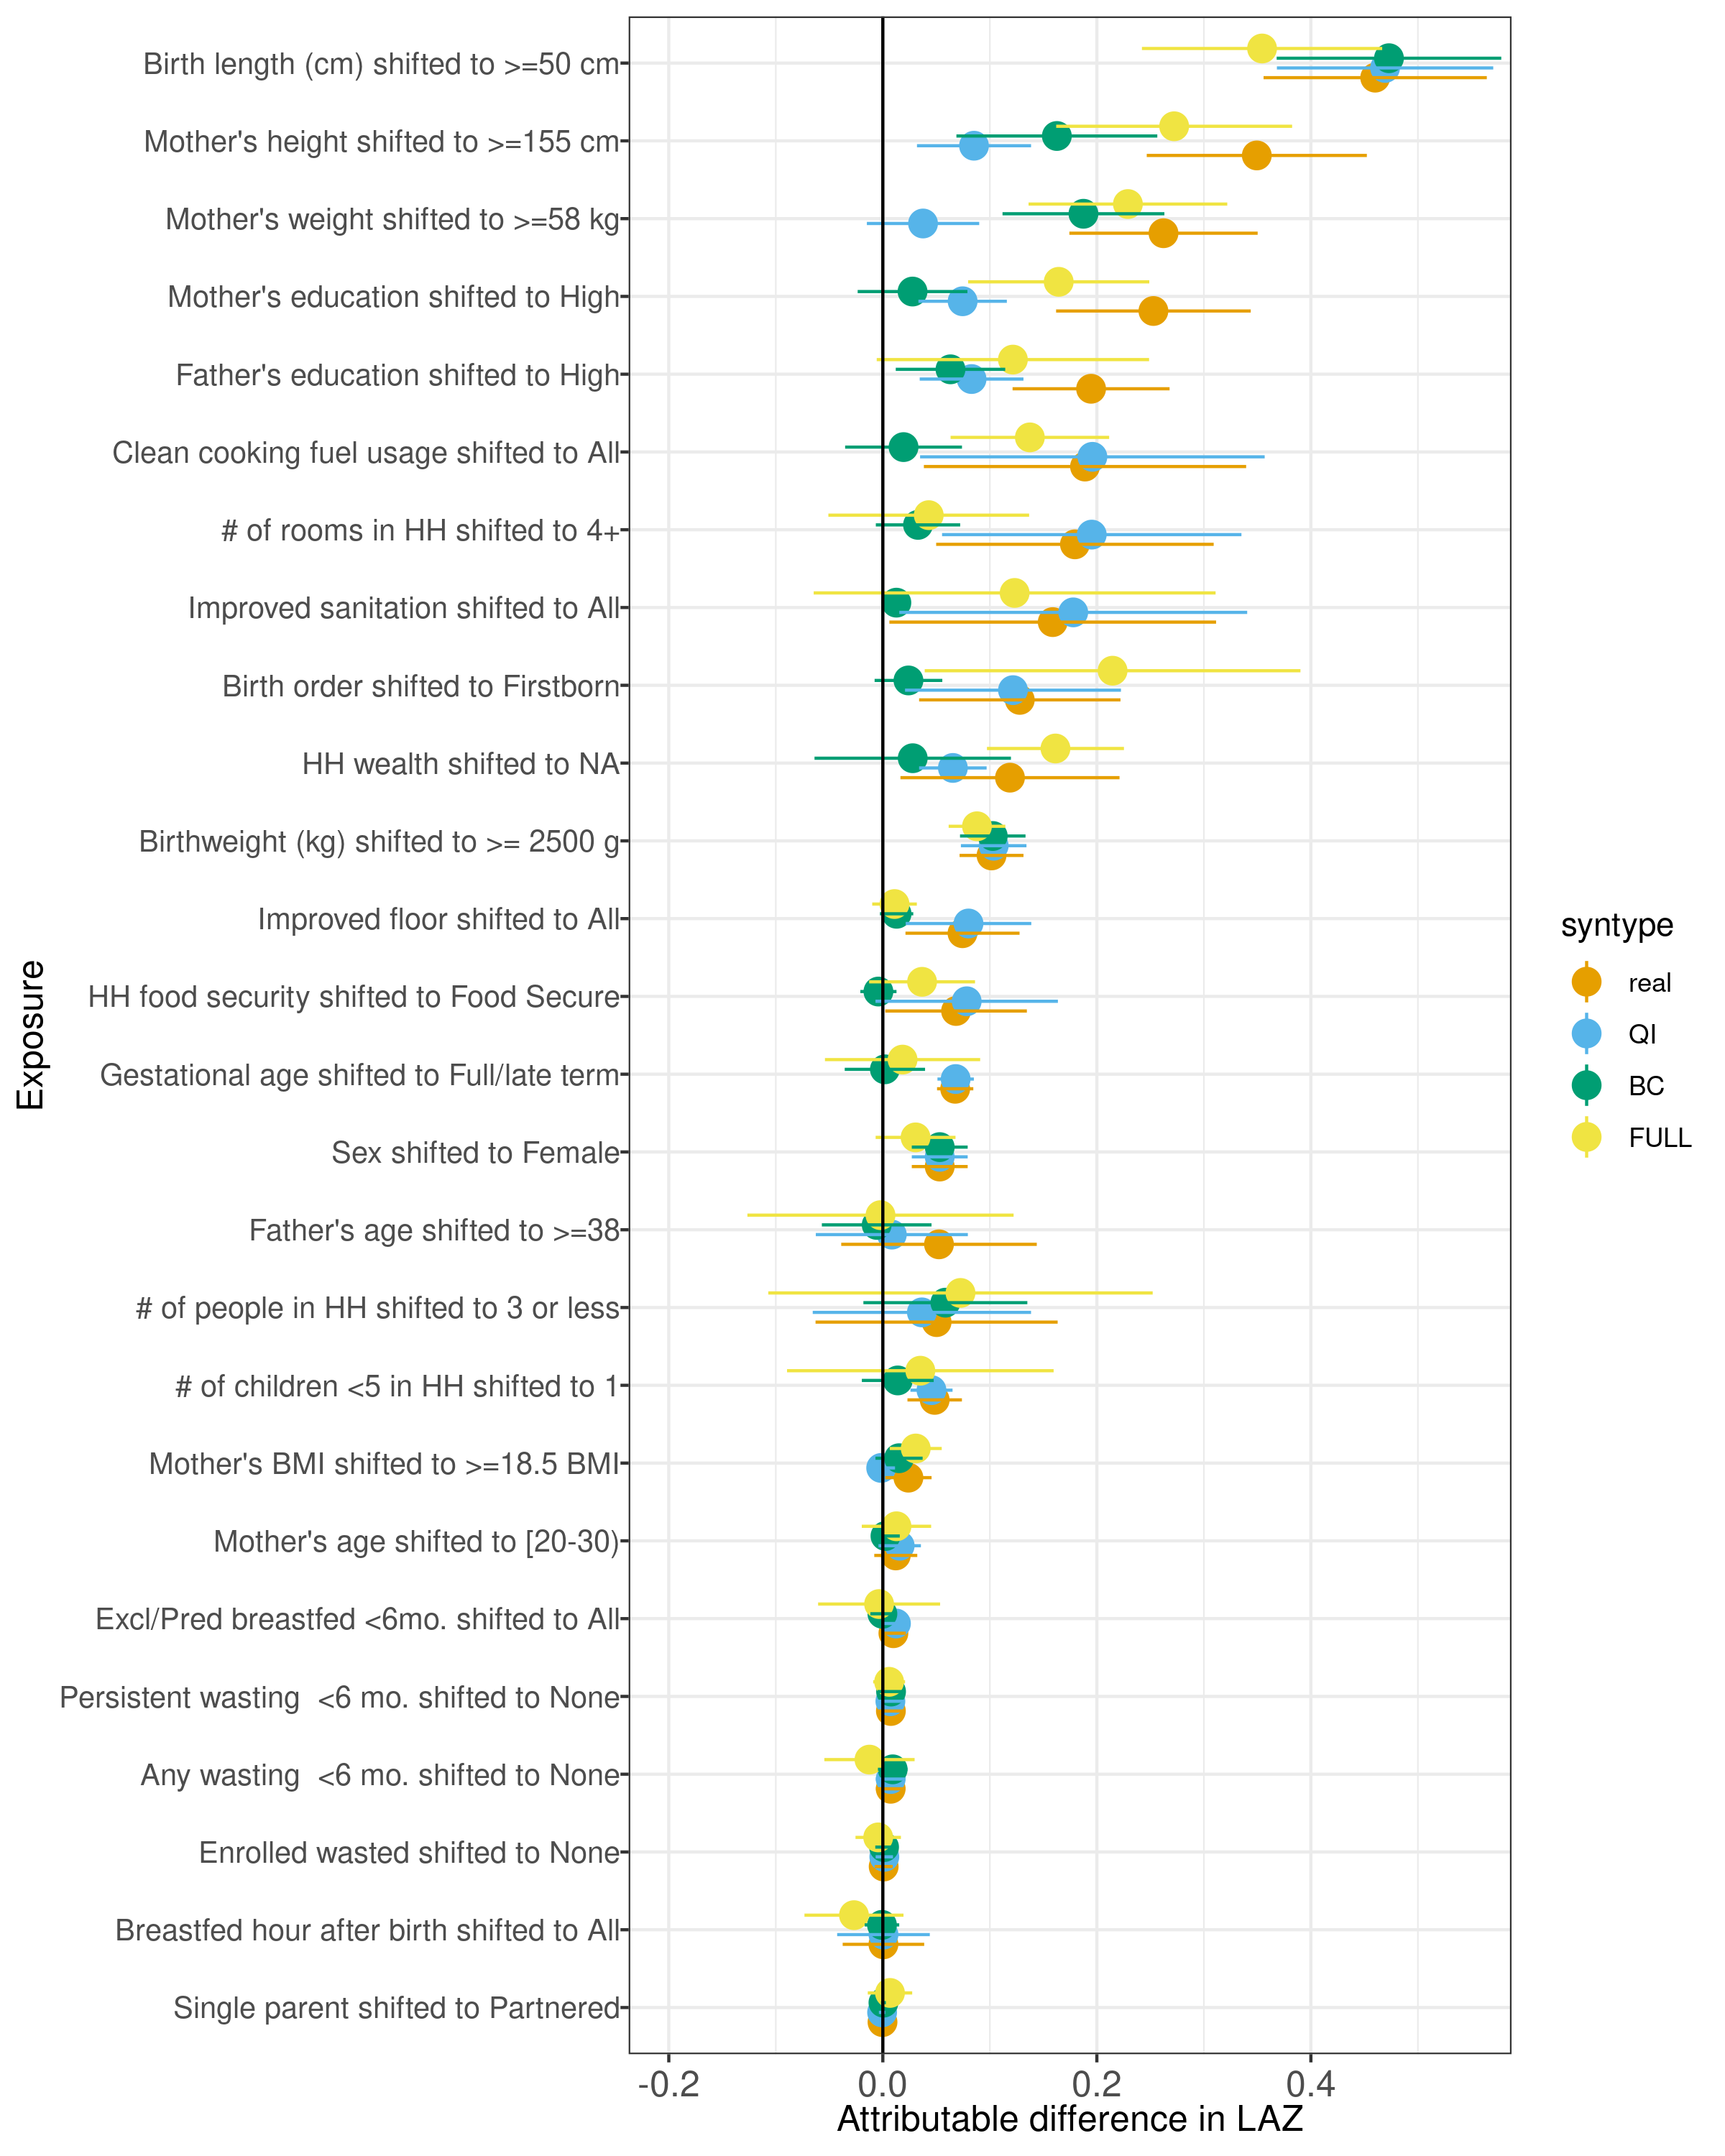 Birth length (cm) shifted to >=50 cm
Mother's height shifted to >=155 cm
Mother's weight shifted to >=58 kg
Mother's education shifted to High
Father's education shifted to High
Clean cooking fuel usage shifted to All
# of rooms in HH shifted to 4+
Improved sanitation shifted to All
Birth order shifted to Firstborn
HH wealth shifted to NA
Birthweight (kg) shifted to >= 2500 g
Improved floor shifted to All
HH food security shifted to Food Secure
Gestational age shifted to Full/late term
Sex shifted to Female
Father's age shifted to >=38
# of people in HH shifted to 3 or less
# of children <5 in HH shifted to 1
Mother's BMI shifted to >=18.5 BMI
Mother's age shifted to [20-30)
Excl/Pred breastfed <6mo. shifted to All
Persistent wasting  <6 mo. shifted to None
Any wasting  <6 mo. shifted to None
Enrolled wasted shifted to None
Breastfed hour after birth shifted to All
Single parent shifted to Partnered
Exposure
-0.2 0.0 0.2 0.4
Attributable difference in LAZ
syntype
real
QI
BC
FULL